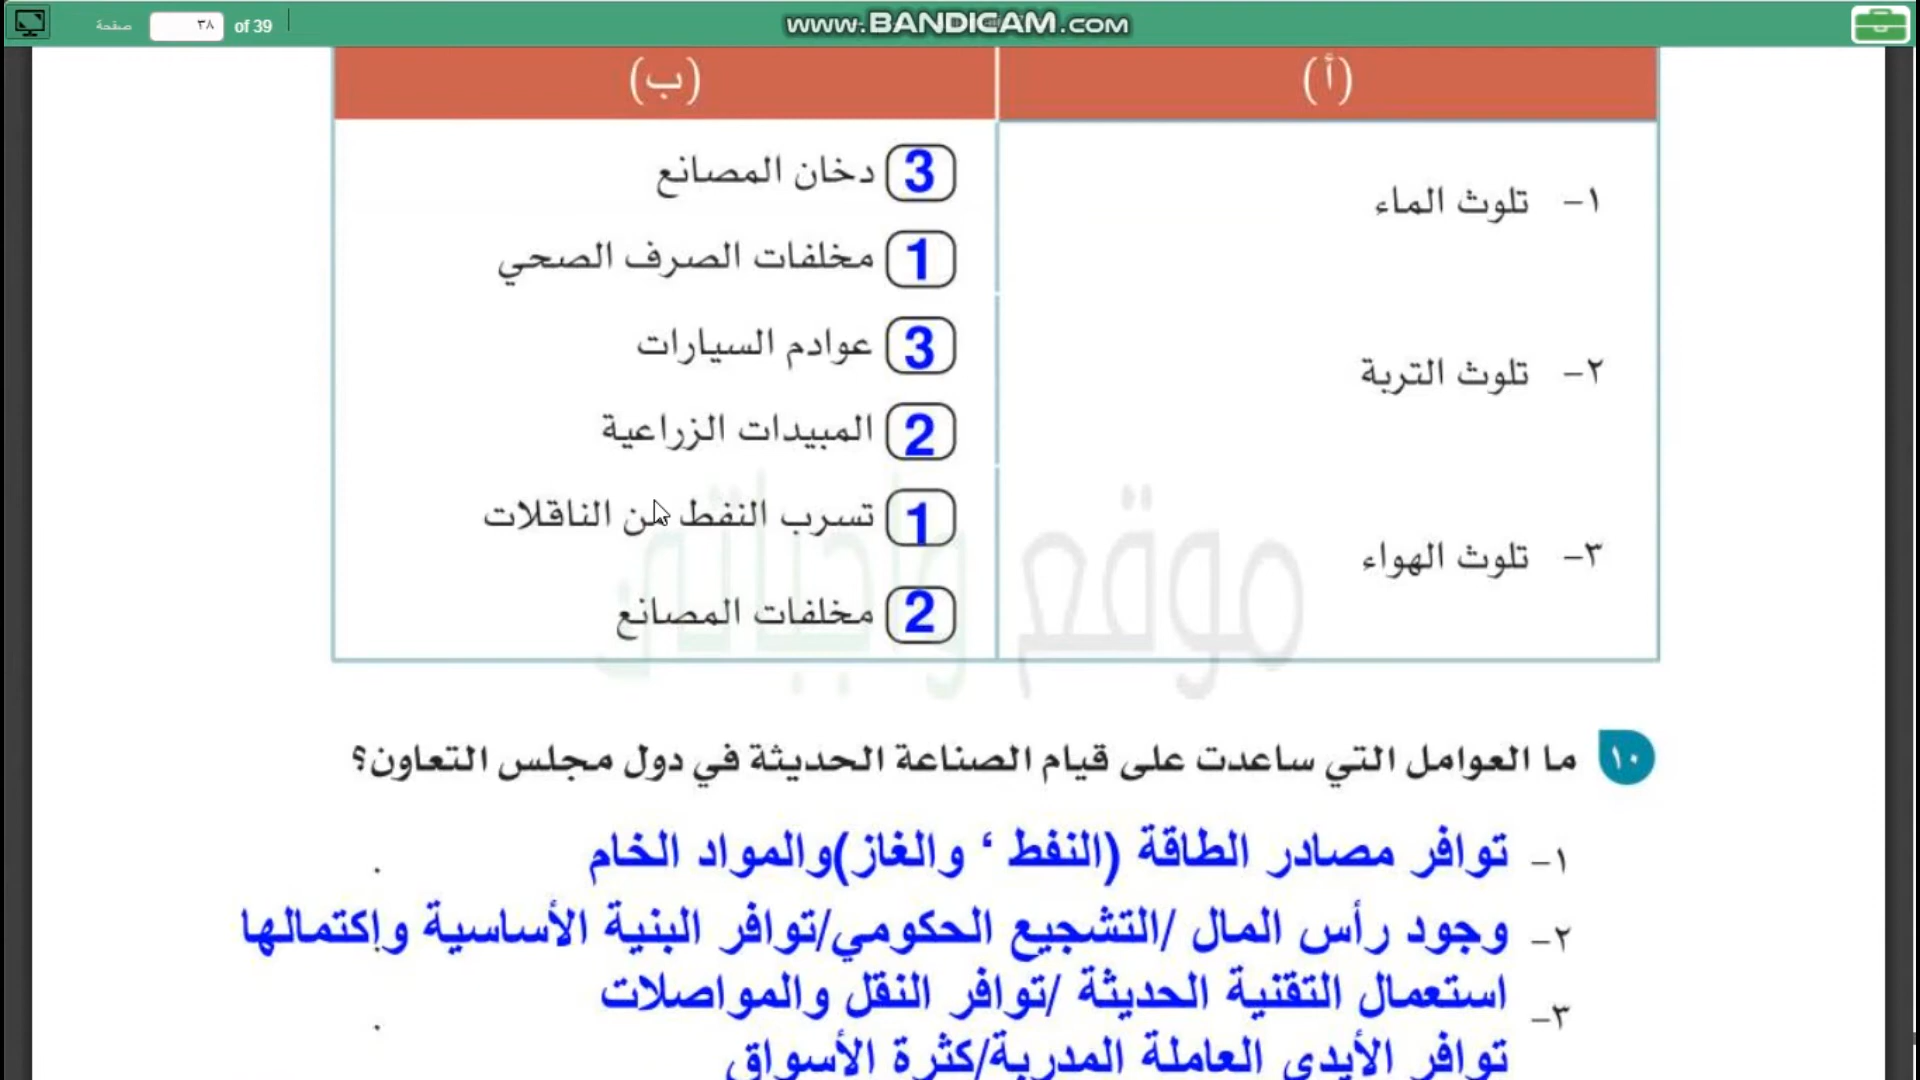 صفحة ٣٨ of 39
www.BANDICAM.com
(أ) (ب)
١- تلوث الماء
٢- تلوث التربة
٣- تلوث الهواء
3 دخان المصانع
1 مخلفات الصرف الصحي
3 عوادم السيارات
2 المبيدات الزراعية
1 تسرب النفط من الناقلات
2 مخلفات المصانع
موقع واجباتي
١٠ ما العوامل التي ساعدت على قيام الصناعة الحديثة في دول مجلس التعاون؟
١- توافر مصادر الطاقة (النفط ، والغاز)والمواد الخام
٢- وجود رأس المال /التشجيع الحكومي/توافر البنية الأساسية وإكتمالها
٣- استعمال التقنية الحديثة /توافر النقل والمواصلات
توافر الأيدي العاملة المدربة/كثرة الأسواق